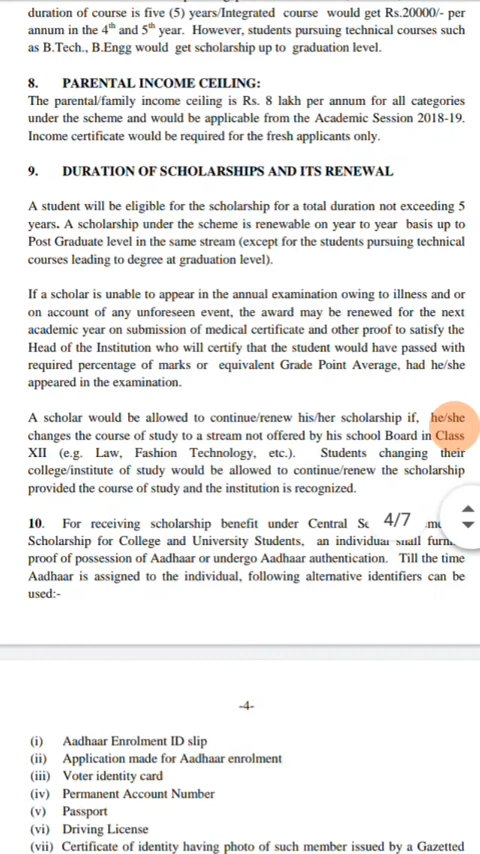 duration of course is five (5) years/Integrated course would get Rs.20000/- per
annum in the 4th and 5th year. However, students pursuing technical courses such
as B.Tech., B.Engg would get scholarship up to graduation level.
8. PARENTAL INCOME CEILING:
The parental/family income ceiling is Rs. 8 lakh per annum for all categories
under the scheme and would be applicable from the Academic Session 2018-19.
Income certificate would be required for the fresh applicants only.
9. DURATION OF SCHOLARSHIPS AND ITS RENEWAL
A student will be eligible for the scholarship for a total duration not exceeding 5
years. A scholarship under the scheme is renewable on year to year basis up to
Post Graduate level in the same stream (except for the students pursuing technical
courses leading to degree at graduation level).
If a scholar is unable to appear in the annual examination owing to illness and or
on account of any unforeseen event, the award may be renewed for the next
academic year on submission of medical certificate and other proof to satisfy the
Head of the Institution who will certify that the student would have passed with
required percentage of marks or equivalent Grade Point Average, had he/she
appeared in the examination.
A scholar would be allowed to continue/renew his/her scholarship if, he/she
changes the course of study to a stream not offered by his school Board in Class
XII (e.g. Law, Fashion Technology, etc.). Students changing their
college/institute of study would be allowed to continue/renew the scholarship
provided the course of study and the institution is recognized.
10. For receiving scholarship benefit under Central 4/7
Scholarship for College and University Students, an individual shall
proof of possession of Aadhaar or undergo Aadhaar authentication. Till the time
Aadhaar is assigned to the individual, following alternative identifiers can be
used:-
-4-
(i) Aadhaar Enrolment ID slip
(ii) Application made for Aadhaar enrolment
(iii) Voter identity card
(iv) Permanent Account Number
(v) Passport
(vi) Driving License
(vii) Certificate of identity having photo of such member issued by a Gazetted